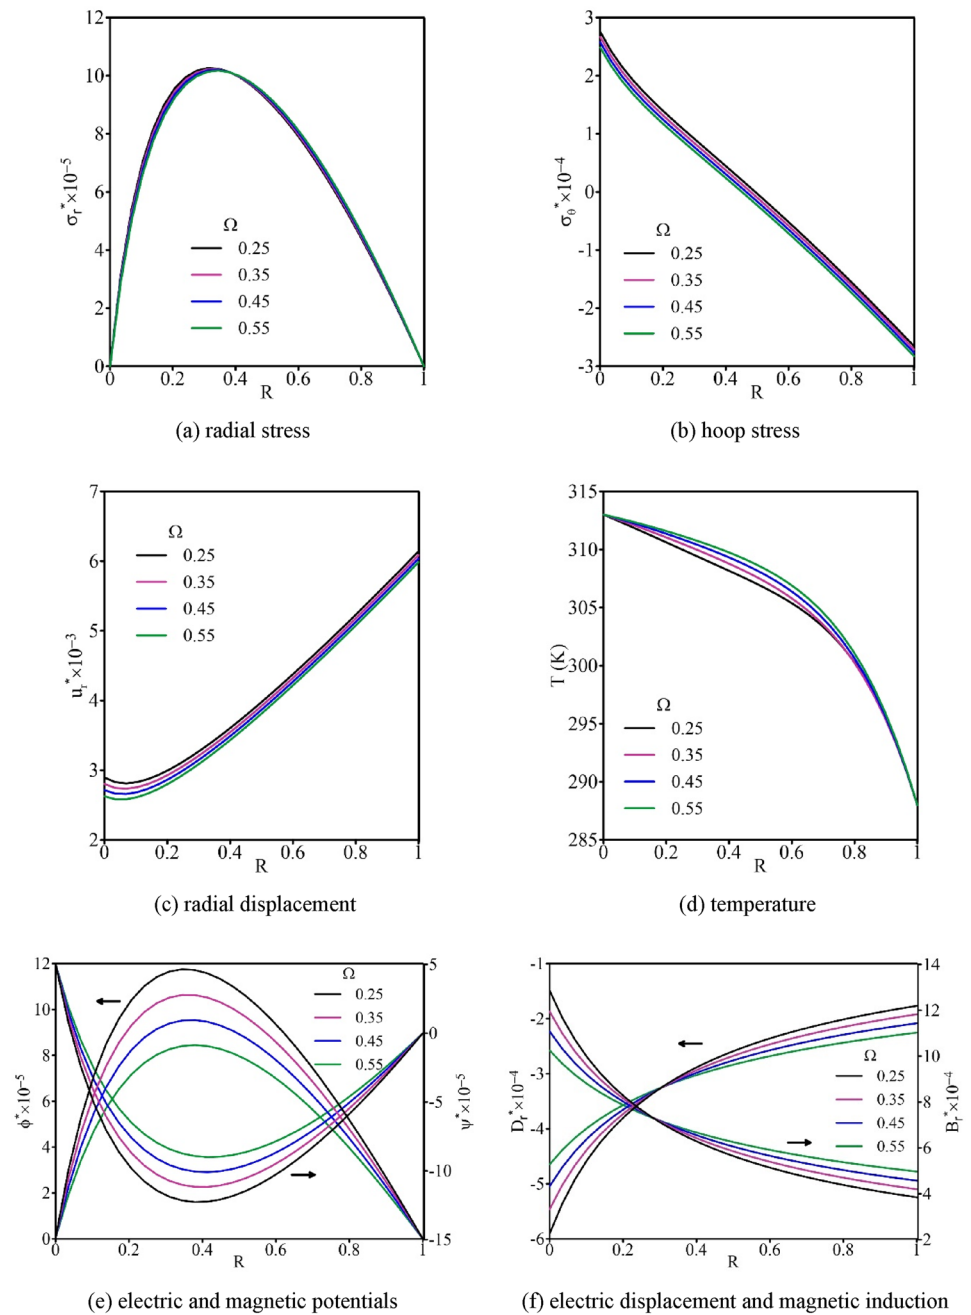 12
10
8
6
4
2
0
σr*×10−5
Ω
0.25
0.35
0.45
0.55
0 0.2 0.4 0.6 0.8 1
R
(a) radial stress
3
2
1
0
-1
-2
-3
σθ*×10−4
Ω
0.25
0.35
0.45
0.55
0 0.2 0.4 0.6 0.8 1
R
(b) hoop stress
7
6
5
4
3
2
ur*×10−3
Ω
0.25
0.35
0.45
0.55
0 0.2 0.4 0.6 0.8 1
R
(c) radial displacement
315
310
305
300
295
290
285
T (K)
Ω
0.25
0.35
0.45
0.55
0 0.2 0.4 0.6 0.8 1
R
(d) temperature
12
10
8
6
4
2
0
ϕ*×10−5
Ω
0.25
0.35
0.45
0.55
5
0
-5
-10
-15
ψ*×10−5
0 0.2 0.4 0.6 0.8 1
R
(e) electric and magnetic potentials
-1
-2
-3
-4
-5
-6
Dr*×10−4
Ω
0.25
0.35
0.45
0.55
14
12
10
8
6
4
2
Br*×10−4
0 0.2 0.4 0.6 0.8 1
R
(f) electric displacement and magnetic induction